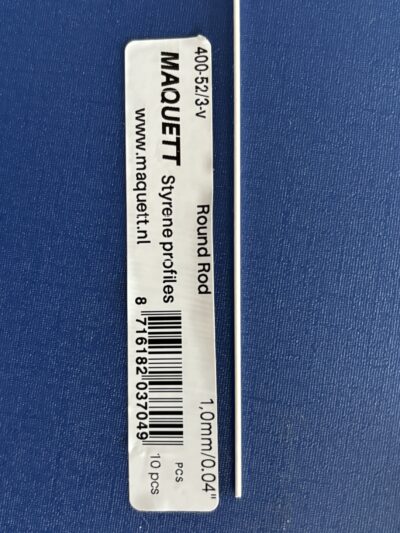 400-52/3-v Round Rod 1,0mm/0.04"
MAQUETT Styrene profiles
www.maquett.nl
8 716182 037049
PCS
10 pcs